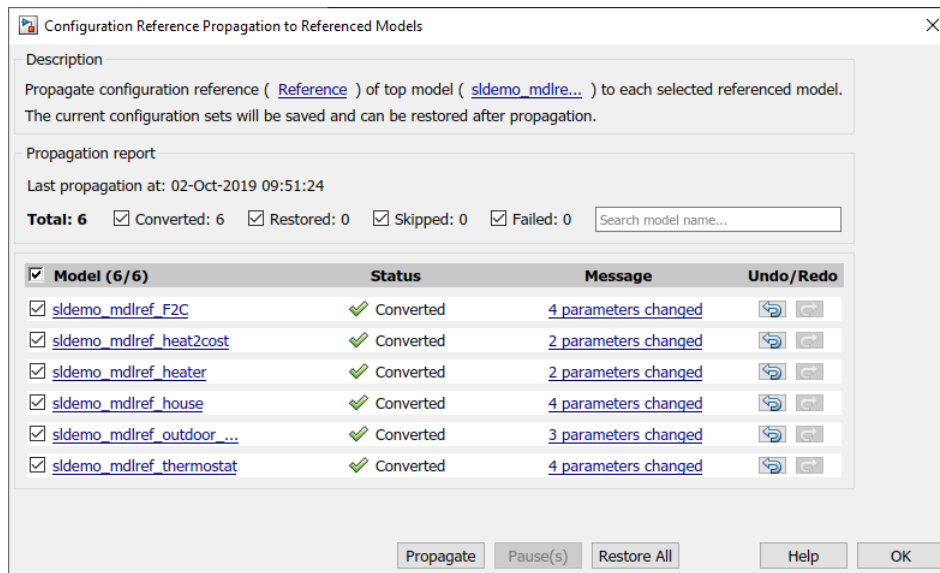 Configuration Reference Propagation to Referenced Models
Description
Propagate configuration reference ( Reference ) of top model ( sldemo_mdlre... ) to each selected referenced model.
The current configuration sets will be saved and can be restored after propagation.
Propagation report
Last propagation at: 02-Oct-2019 09:51:24
Total: 6 Converted: 6 Restored: 0 Skipped: 0 Failed: 0 Search model name...
Model (6/6) Status Message Undo/Redo
sldemo_mdlref_F2C Converted 4 parameters changed
sldemo_mdlref_heat2cost Converted 2 parameters changed
sldemo_mdlref_heater Converted 2 parameters changed
sldemo_mdlref_house Converted 4 parameters changed
sldemo_mdlref_outdoor_... Converted 3 parameters changed
sldemo_mdlref_thermostat Converted 4 parameters changed
Propagate Pause(s) Restore All Help OK